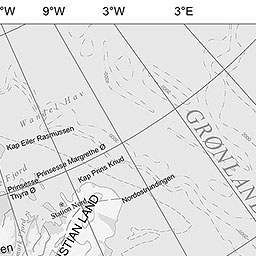 °W 9°W 3°W 3°E
Wandel Hav
Kap Eiler Rasmussen
GRØNLAND
Prinsesse Margrethe Ø
Fjord
Kap Prins Knud
Prinsesse
Thyra Ø
Nordostrundingen
Station Nord
STIAN LAND
en